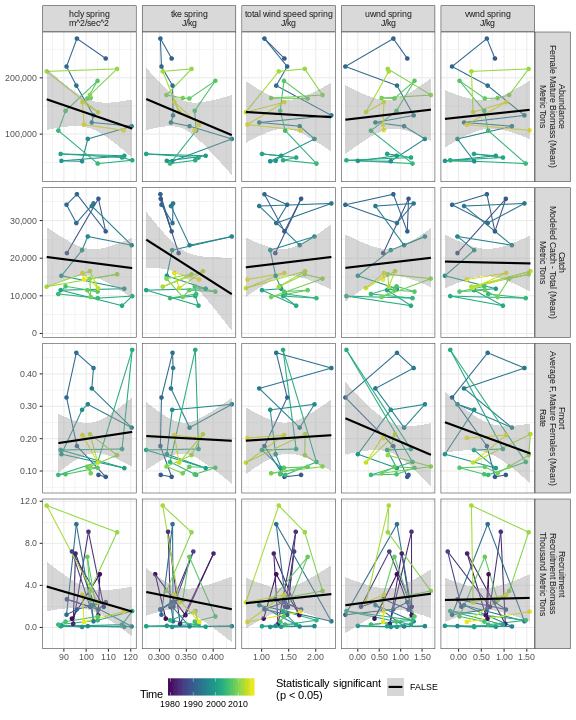 hcly spring
m^2/sec^2
tke spring
J/kg
total wind speed spring
J/kg
uwnd spring
J/kg
vwnd spring
J/kg
Abundance
Female Mature Biomass (Mean)
Metric Tons
200,000
100,000
Catch
Modeled Catch - Total (Mean)
Metric Tons
30,000
20,000
10,000
0
Fmort
Average F, Mature Females (Mean)
Rate
0.40
0.30
0.20
0.10
Recruitment
Recruitment Biomass
Thousand Metric Tons
12.0
8.0
4.0
0.0
90 100 110 120
0.300 0.350 0.400
1.00 1.50 2.00
0.00 0.50 1.00 1.50
0.00 0.50 1.00 1.50
Time
1980 1990 2000 2010
Statistically significant
(p < 0.05)
FALSE